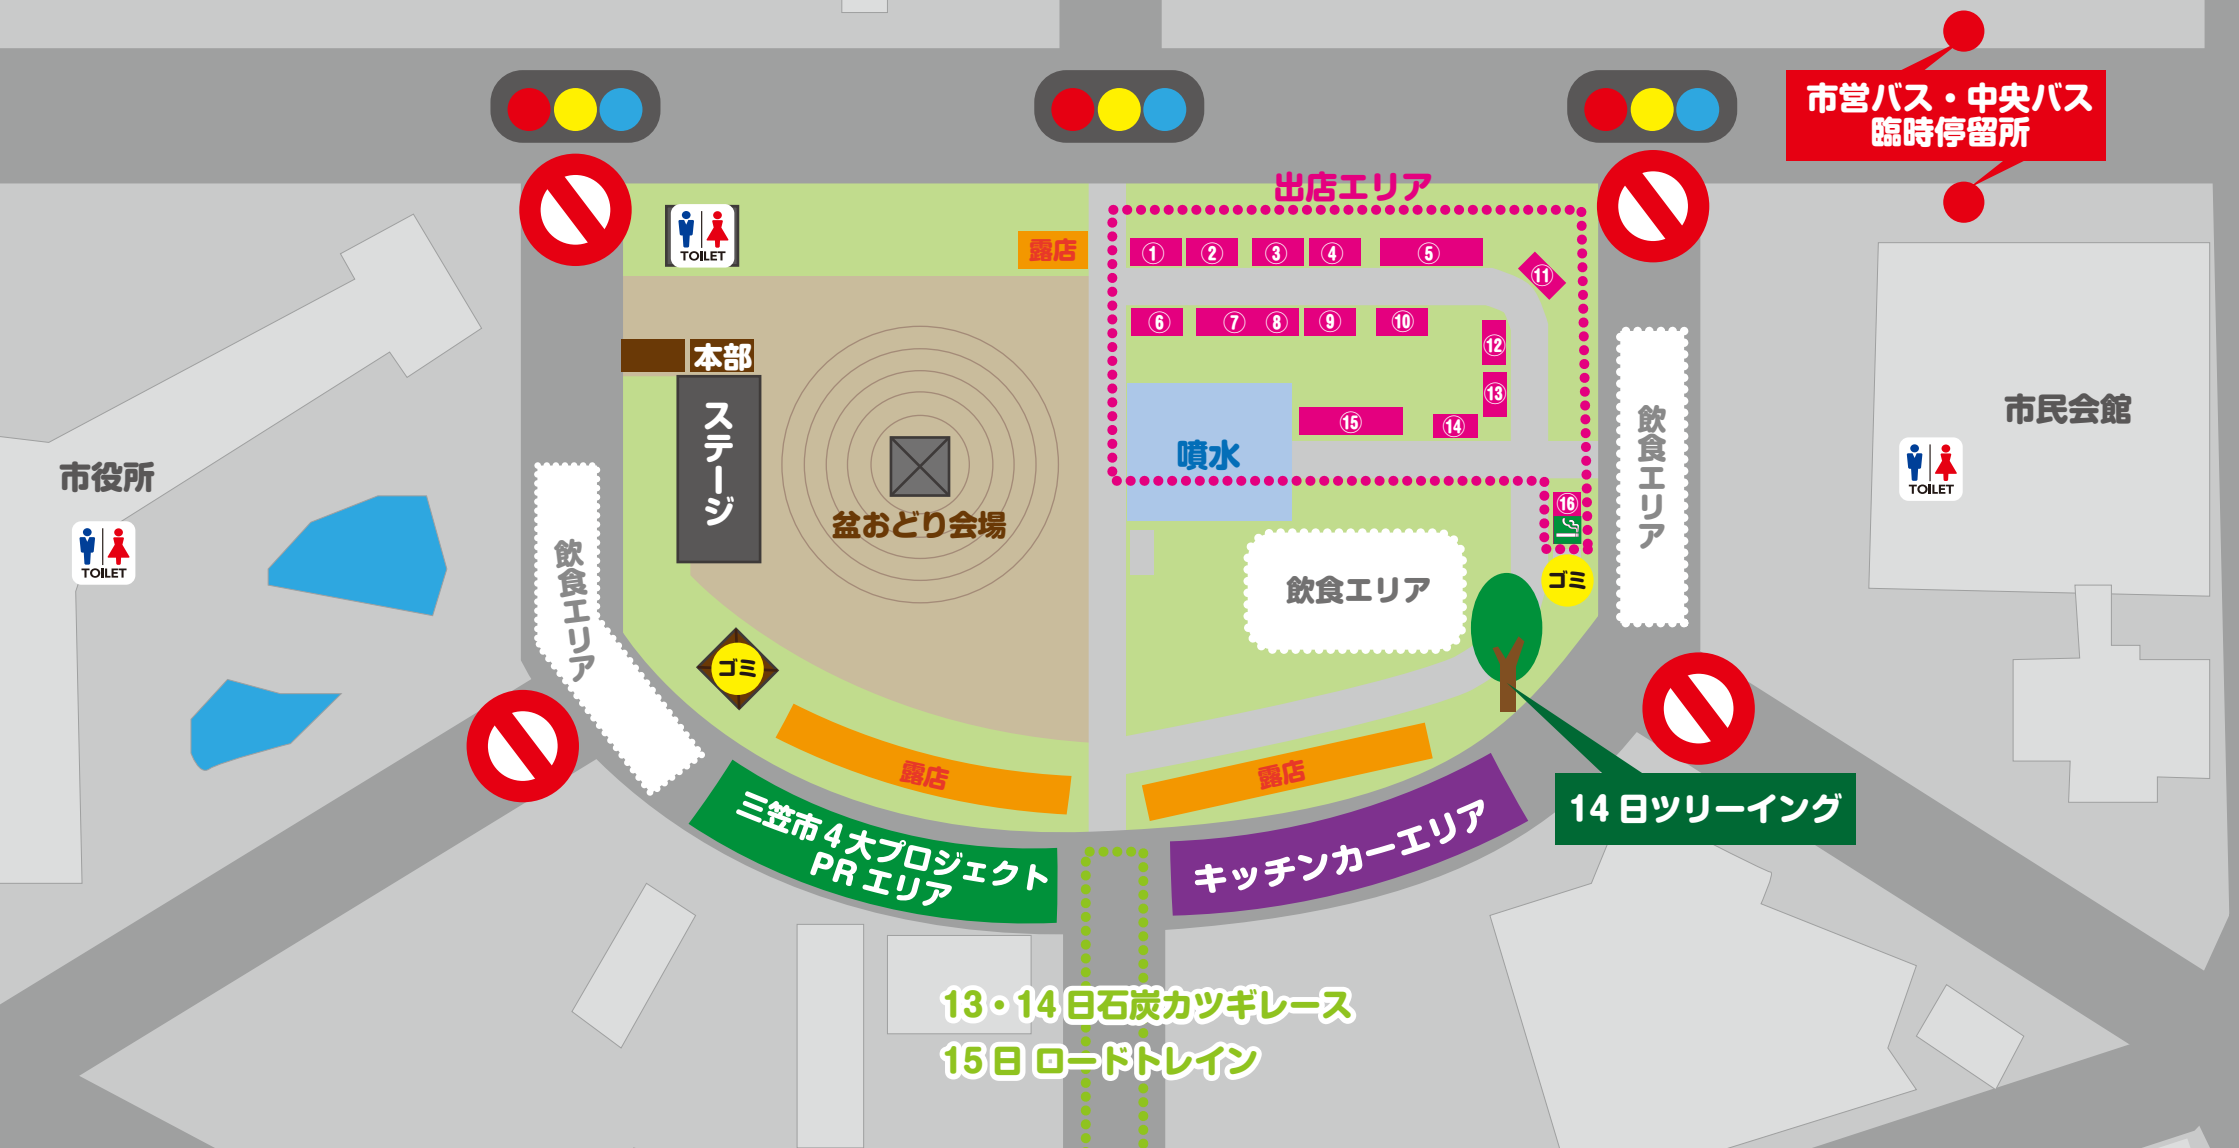 市営バス・中央バス
臨時停留所
出店エリア
TOILET
露店
① ② ③ ④ ⑤
⑪
⑥ ⑦ ⑧ ⑨ ⑩
⑫
本部
⑬
ステージ
⑮ ⑭
噴水
飲食エリア
市民会館
TOILET
市役所
TOILET
盆おどり会場
⑯
飲食エリア
飲食エリア
ゴミ
ゴミ
露店
露店
14日ツリーイング
三笠市4大プロジェクト
PRエリア
キッチンカーエリア
13・14日石炭カツギレース
15日 ロードトレイン